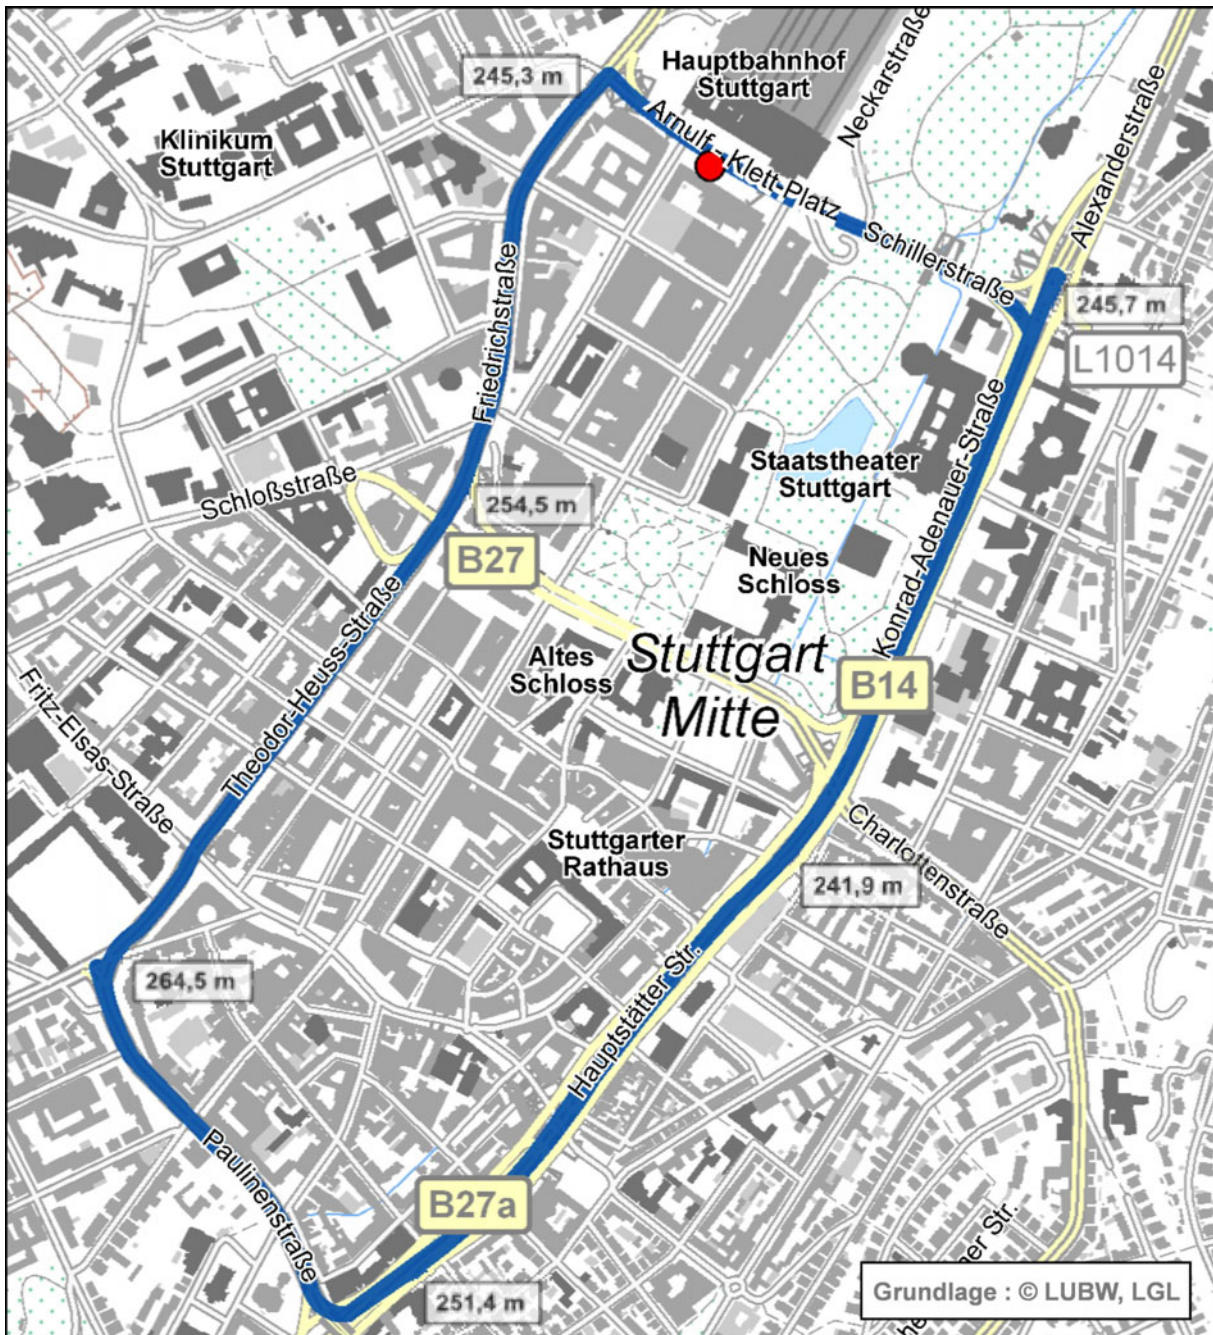 245,3 m
Hauptbahnhof
Stuttgart
Neckarstraße
Alexanderstraße
Klinikum
Stuttgart
Arnulf-Klett-Platz
Schillerstraße
245,7 m
L1014
Friedrichstraße
Schloßstraße
254,5 m
B27
Staatstheater
Stuttgart
Neues
Schloss
Konrad-Adenauer-Straße
Altes
Schloss
Stuttgart
Mitte
B14
Theodor-Heuss-Straße
Fritz-Elsas-Straße
Stuttgarter
Rathaus
Charlottenstraße
241,9 m
264,5 m
Hauptstätter Str.
Paulinenstraße
B27a
251,4 m
Str.
Grundlage : © LUBW, LGL